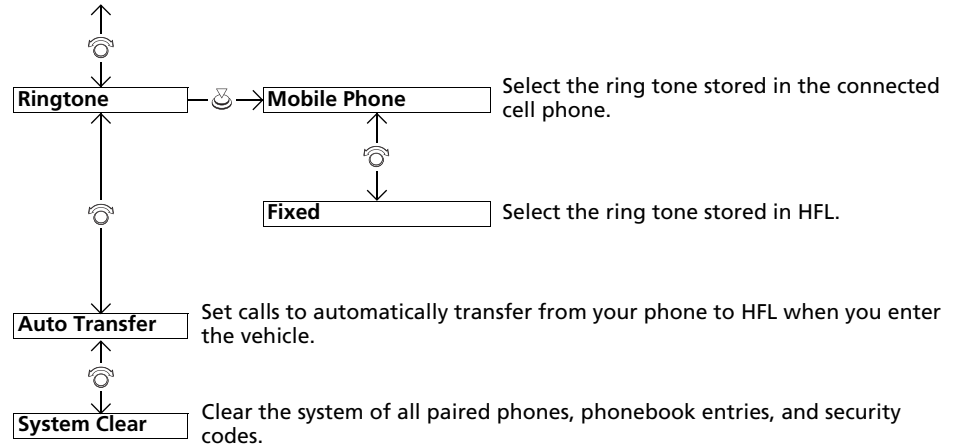 Ringtone
Mobile Phone
Select the ring tone stored in the connected
cell phone.
Fixed
Select the ring tone stored in HFL.
Auto Transfer
Set calls to automatically transfer from your phone to HFL when you enter
the vehicle.
System Clear
Clear the system of all paired phones, phonebook entries, and security
codes.